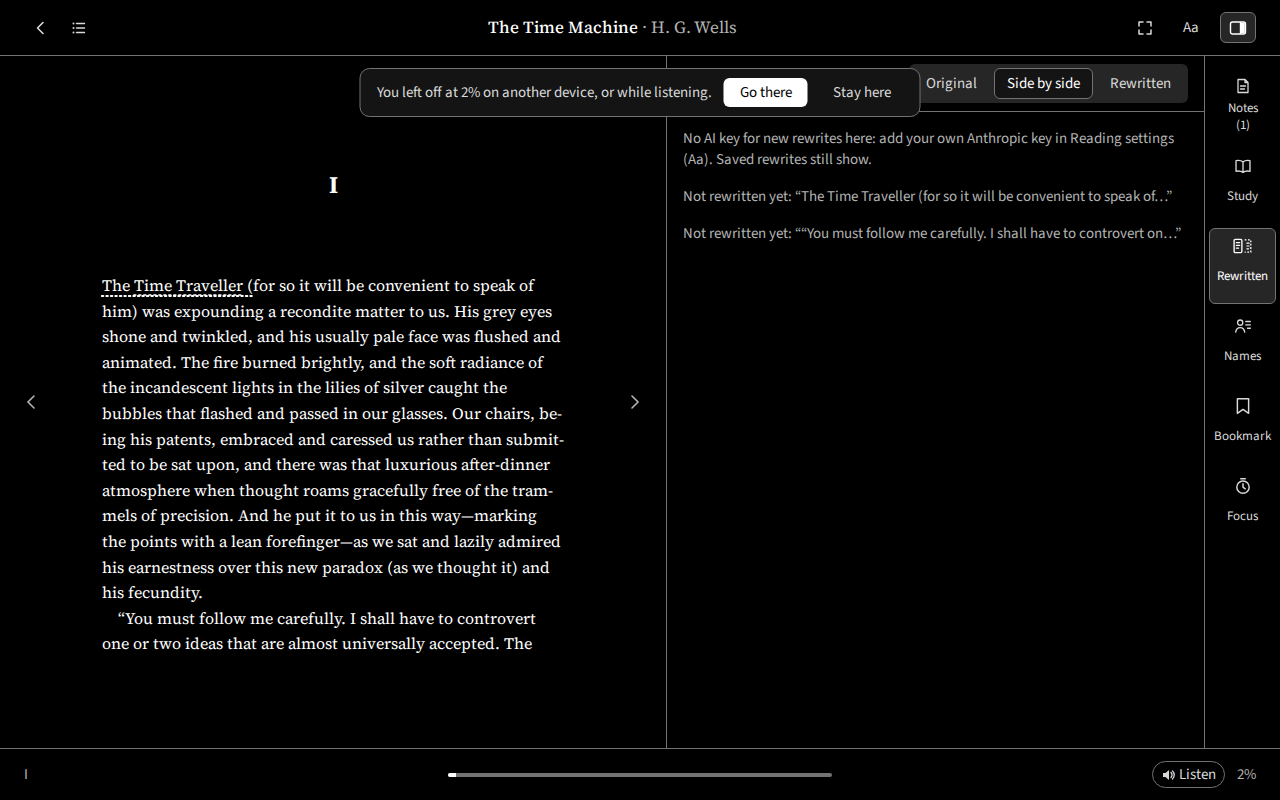 The Time Machine · H. G. Wells
Aa
You left off at 2% on another device, or while listening.
Go there
Stay here
Original
Side by side
Rewritten
I
The Time Traveller (for so it will be convenient to speak of
him) was expounding a recondite matter to us. His grey eyes
shone and twinkled, and his usually pale face was flushed and
animated. The fire burned brightly, and the soft radiance of
the incandescent lights in the lilies of silver caught the
bubbles that flashed and passed in our glasses. Our chairs, be-
ing his patents, embraced and caressed us rather than submit-
ted to be sat upon, and there was that luxurious after-dinner
atmosphere when thought roams gracefully free of the tram-
mels of precision. And he put it to us in this way—marking
the points with a lean forefinger—as we sat and lazily admired
his earnestness over this new paradox (as we thought it) and
his fecundity.
“You must follow me carefully. I shall have to controvert
one or two ideas that are almost universally accepted. The
No AI key for new rewrites here: add your own Anthropic key in Reading settings
(Aa). Saved rewrites still show.
Not rewritten yet: “The Time Traveller (for so it will be convenient to speak of…”
Not rewritten yet: ““You must follow me carefully. I shall have to controvert on…”
Notes
(1)
Study
Rewritten
Names
Bookmark
Focus
I
Listen
2%